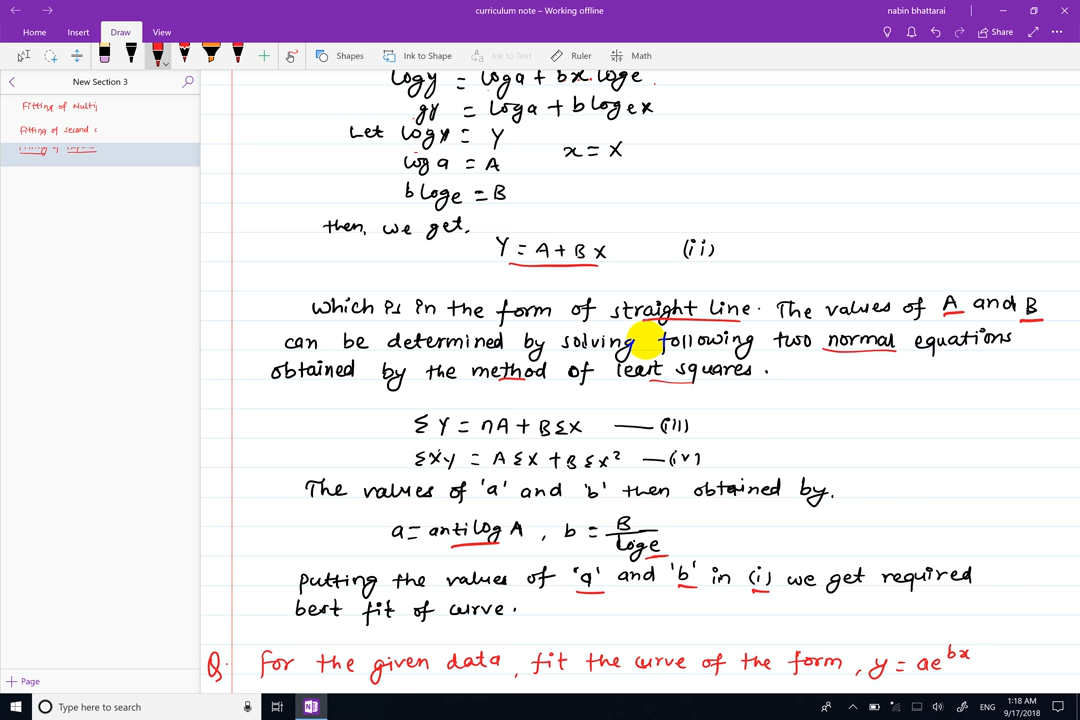 curriculum note – Working offline
nabin bhattarai
Home Insert Draw View
Share
Shapes Ink to Shape Ink to Text Ruler Math
New Section 3
Fitting of
Fitting of second
logy = loga + bx.loge
gy = loga + b loge x
Let logy = Y
x = X
log a = A
b loge = B
then, we get.
Y = A + B X (ii)
which is in the form of straight line. The values of A and B
can be determined by solving following two normal equations
obtained by the method of least squares.
ΣY = nA + BΣX —— (iii)
ΣXY = AΣX + BΣX² — (iv)
The values of 'a' and 'b' then obtained by.
a = antilog A , b = B/loge
putting the values of 'a' and 'b' in (i) we get required
best fit of curve.
Q. For the given data, fit the curve of the form, y = ae^bx
+ Page
Type here to search
ENG
1:18 AM
9/17/2018